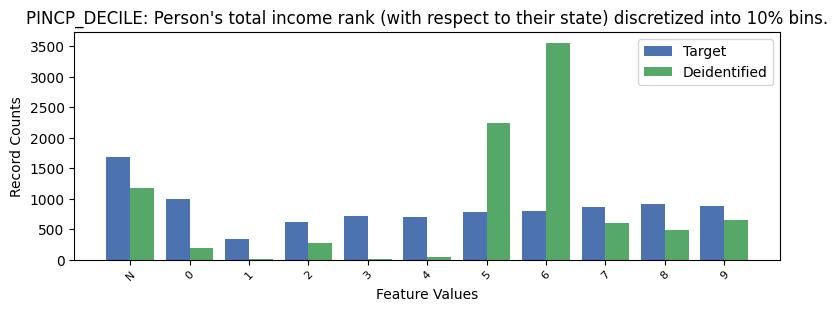 PINCP_DECILE: Person's total income rank (with respect to their state) discretized into 10% bins.
Target
Deidentified
Record Counts
3500
3000
2500
2000
1500
1000
500
0
N 0 1 2 3 4 5 6 7 8 9
Feature Values